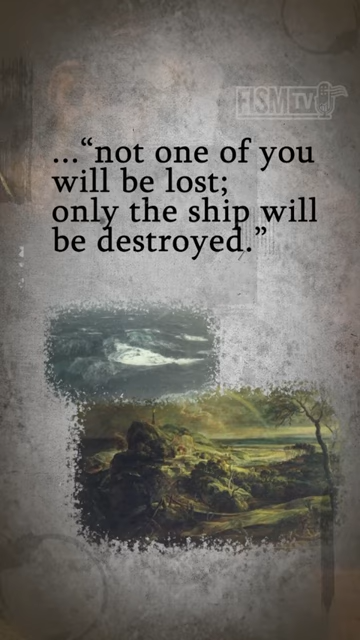 FISM TV
...“not one of you
will be lost;
only the ship will
be destroyed.”